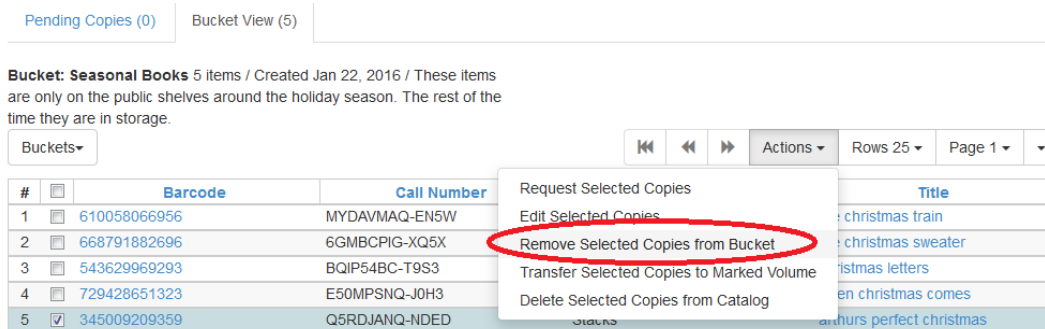 Pending Copies (0) Bucket View (5)
Bucket: Seasonal Books 5 items / Created Jan 22, 2016 / These items
are only on the public shelves around the holiday season. The rest of the
time they are in storage.
Buckets Actions Rows 25 Page 1
# Barcode Call Number Title
Request Selected Copies
Edit Selected Copies
Remove Selected Copies from Bucket
Transfer Selected Copies to Marked Volume
Delete Selected Copies from Catalog
1 610058066956 MYDAVMAQ-EN5W christmas train
2 668791882696 6GMBCPIG-XQ5X christmas sweater
3 543629969293 BQIP54BC-T9S3 letters
4 729428651323 E50MPSNQ-J0H3 christmas comes
5 345009209359 Q5RDJANQ-NDED Stacks arthurs perfect christmas